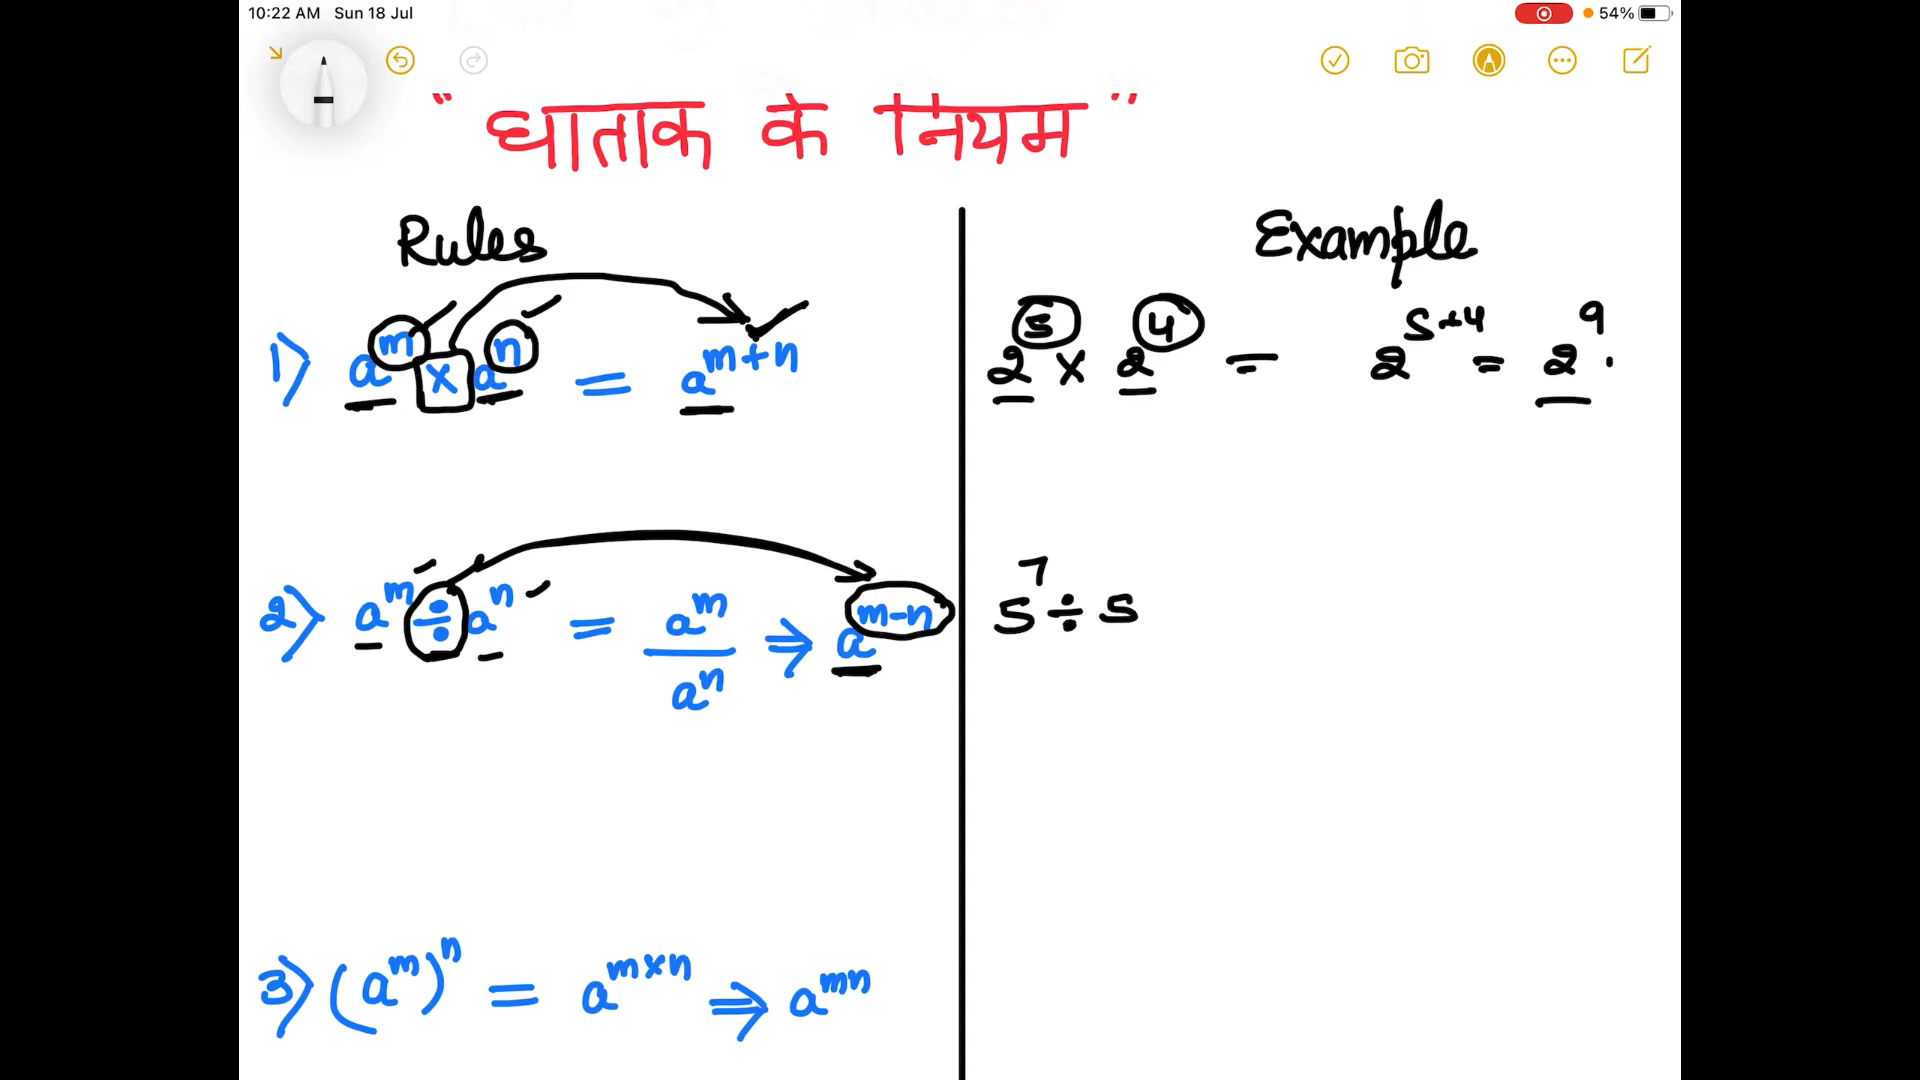 10:22 AM Sun 18 Jul 54%
" घाताक के नियम "
Rules Example
1) a^m × a^n = a^{m+n} 2^5 × 2^4 = 2^{5+4} = 2^9 .
2) a^m ÷ a^n = a^m/a^n ⇒ a^{m-n} 5^7 ÷ 5
3) (a^m)^n = a^{m×n} ⇒ a^{mn}